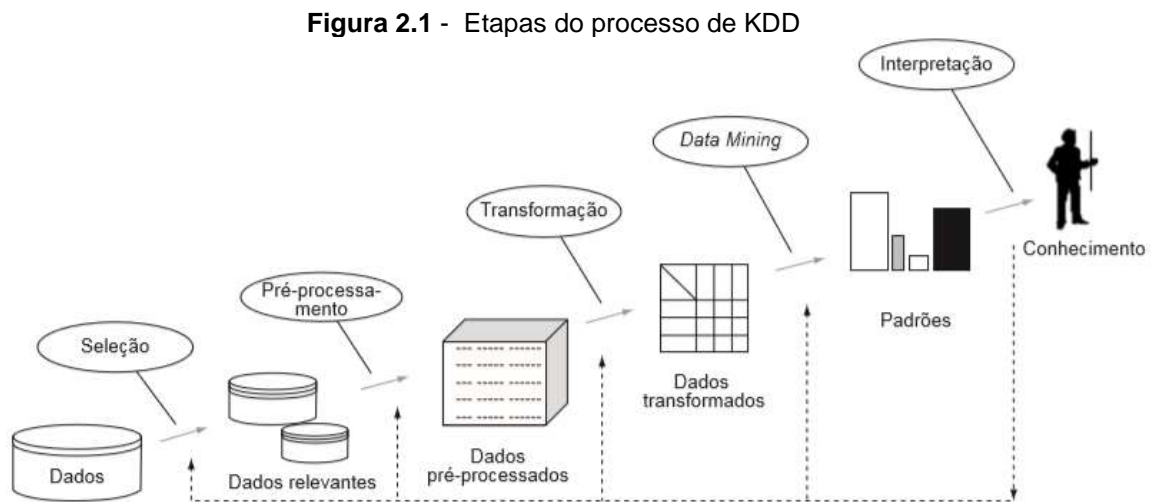 Figura 2.1 - Etapas do processo de KDD
Interpretação
Data Mining
Transformação
Pré-processa-
mento
Seleção
Dados
Dados relevantes
Dados
pré-processados
Dados
transformados
Padrões
Conhecimento